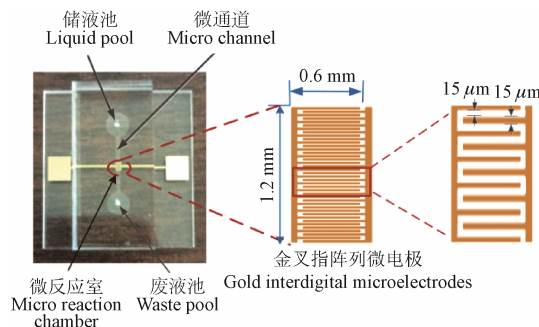 储液池
Liquid pool
微通道
Micro channel
0.6 mm
15 μm
15 μm
1.2 mm
微反应室
Micro reaction
chamber
废液池
Waste pool
金叉指阵列微电极
Gold interdigital microelectrodes